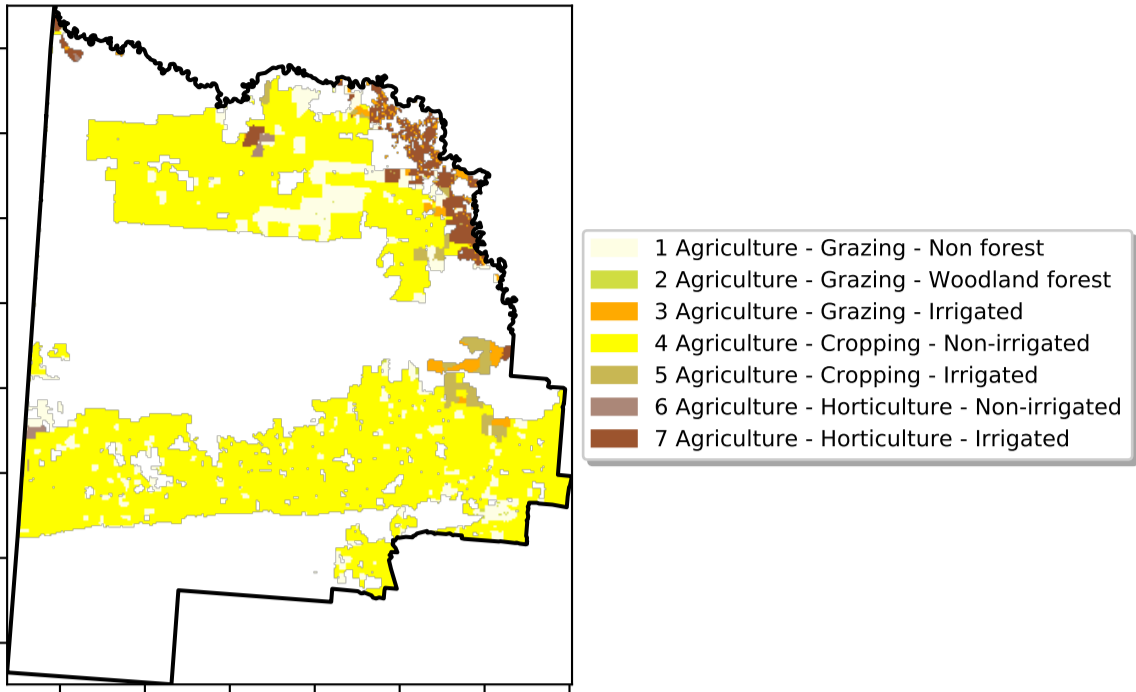 1 Agriculture - Grazing - Non forest
2 Agriculture - Grazing - Woodland forest
3 Agriculture - Grazing - Irrigated
4 Agriculture - Cropping - Non-irrigated
5 Agriculture - Cropping - Irrigated
6 Agriculture - Horticulture - Non-irrigated
7 Agriculture - Horticulture - Irrigated